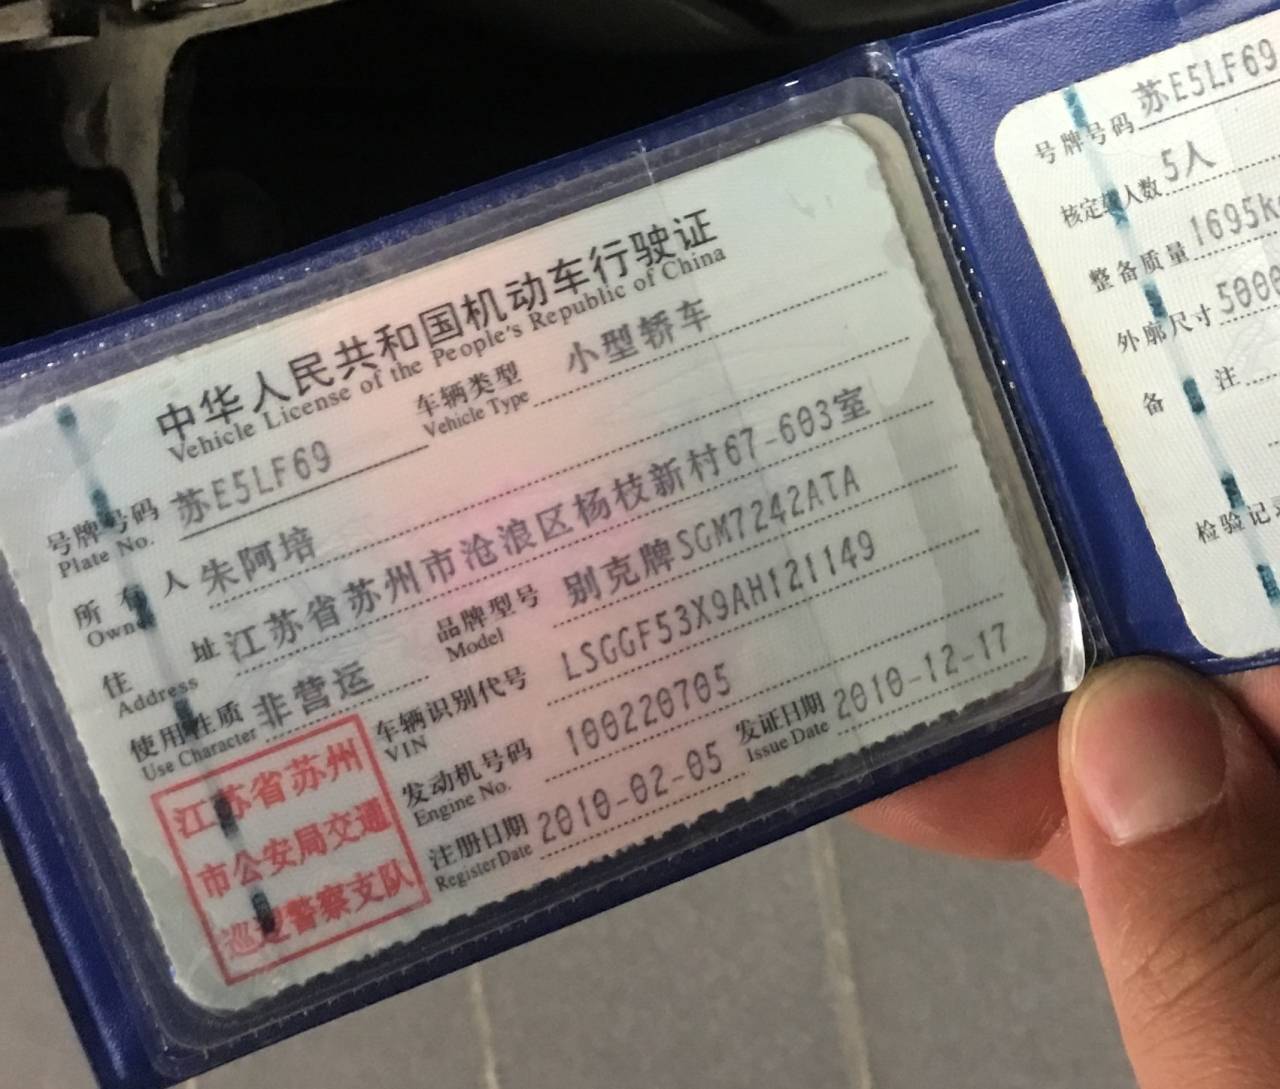 中华人民共和国机动车行驶证
Vehicle License of the People's Republic of China
号牌号码 苏E5LF69 车辆类型 小型轿车
Plate No. Vehicle Type
所有人 朱阿培
Owner
住址 江苏省苏州市沧浪区杨枝新村67-603室
Address
使用性质 非营运 品牌型号 别克牌SGM7242ATA
Use Character Model
车辆识别代号 LSGGF53X9AH121149
VIN
发动机号码 100220705
Engine No.
注册日期 2010-02-05 发证日期 2010-12-17
Register Date Issue Date
江苏省苏州
市公安局交通
巡逻警察支队
号牌号码 苏E5LF69
核定载人数 5人
整备质量 1695k
外廓尺寸 5000
备注
检验记录